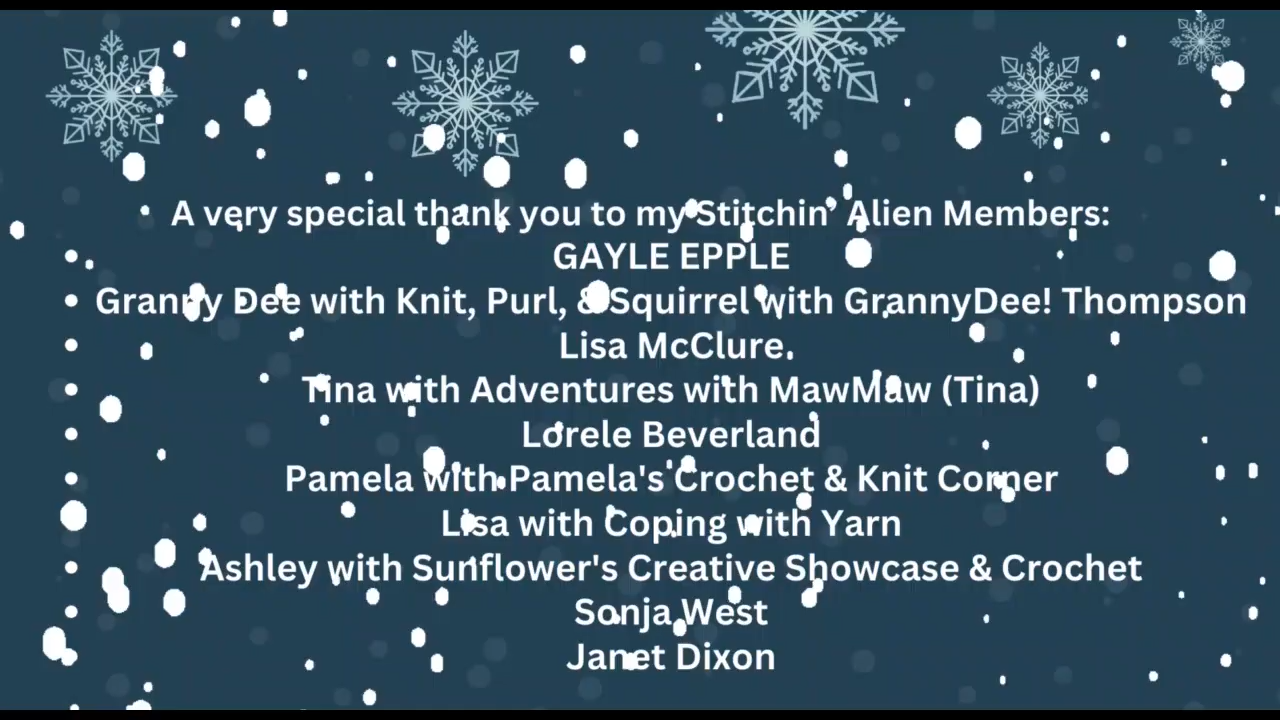 A very special thank you to my Stitchin' Alien Members:
GAYLE EPPLE
Granny Dee with Knit, Purl, & Squirrel with GrannyDee! Thompson
Lisa McClure.
Tina with Adventures with MawMaw (Tina)
Lorele Beverland
Pamela with Pamela's Crochet & Knit Corner
Lisa with Coping with Yarn
Ashley with Sunflower's Creative Showcase & Crochet
Sonja West
Janet Dixon